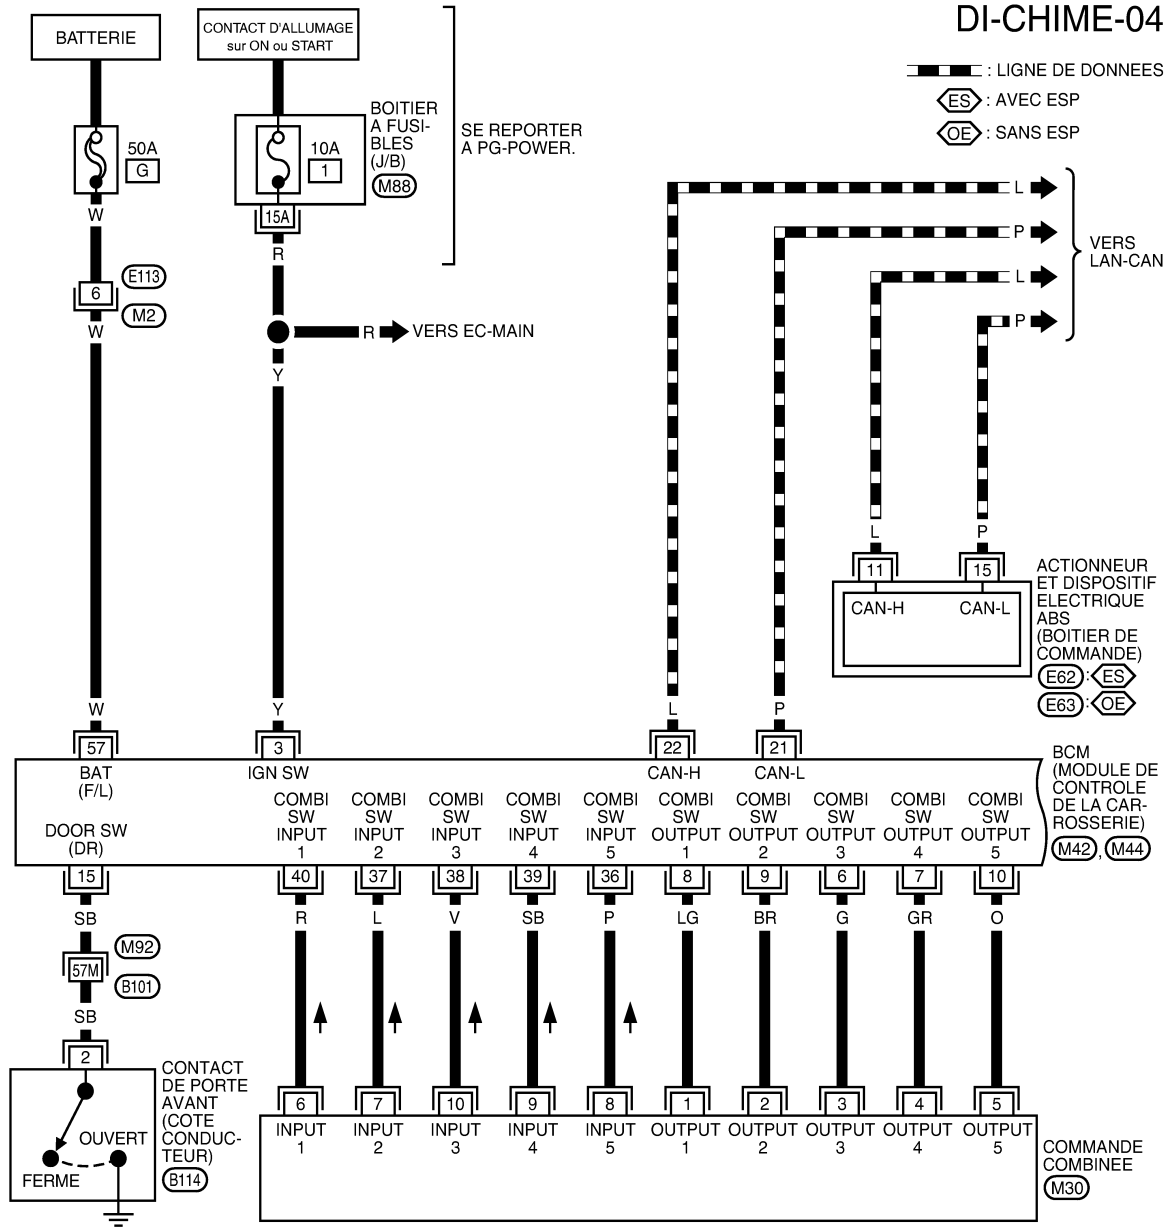 DI-CHIME-04
BATTERIE
CONTACT D'ALLUMAGE
sur ON ou START
: LIGNE DE DONNEES
ES : AVEC ESP
OE : SANS ESP
50A
G
10A
1
BOITIER
A FUSI-
BLES
(J/B)
M88
SE REPORTER
A PG-POWER.
15A
W
R
6
E113
M2
W
R
VERS EC-MAIN
Y
L
P
L
P
VERS
LAN-CAN
L
P
11
15
CAN-H
CAN-L
ACTIONNEUR
ET DISPOSITIF
ELECTRIQUE
ABS
(BOITIER DE
COMMANDE)
E62 : ES
E63 : OE
W
Y
L
P
57
3
22
21
BAT
(F/L)
IGN SW
CAN-H
CAN-L
BCM
(MODULE DE
CONTROLE
DE LA CAR-
ROSSERIE)
M42 , M44
DOOR SW
(DR)
COMBI
SW
INPUT
1
COMBI
SW
INPUT
2
COMBI
SW
INPUT
3
COMBI
SW
INPUT
4
COMBI
SW
INPUT
5
COMBI
SW
OUTPUT
1
COMBI
SW
OUTPUT
2
COMBI
SW
OUTPUT
3
COMBI
SW
OUTPUT
4
COMBI
SW
OUTPUT
5
15
40
37
38
39
36
8
9
6
7
10
SB
R
L
V
SB
P
LG
BR
G
GR
O
M92
57M
B101
SB
2
CONTACT
DE PORTE
AVANT
(COTE
CONDUC-
TEUR)
B114
OUVERT
FERME
6
7
10
9
8
1
2
3
4
5
INPUT
1
INPUT
2
INPUT
3
INPUT
4
INPUT
5
OUTPUT
1
OUTPUT
2
OUTPUT
3
OUTPUT
4
OUTPUT
5
COMMANDE
COMBINEE
M30